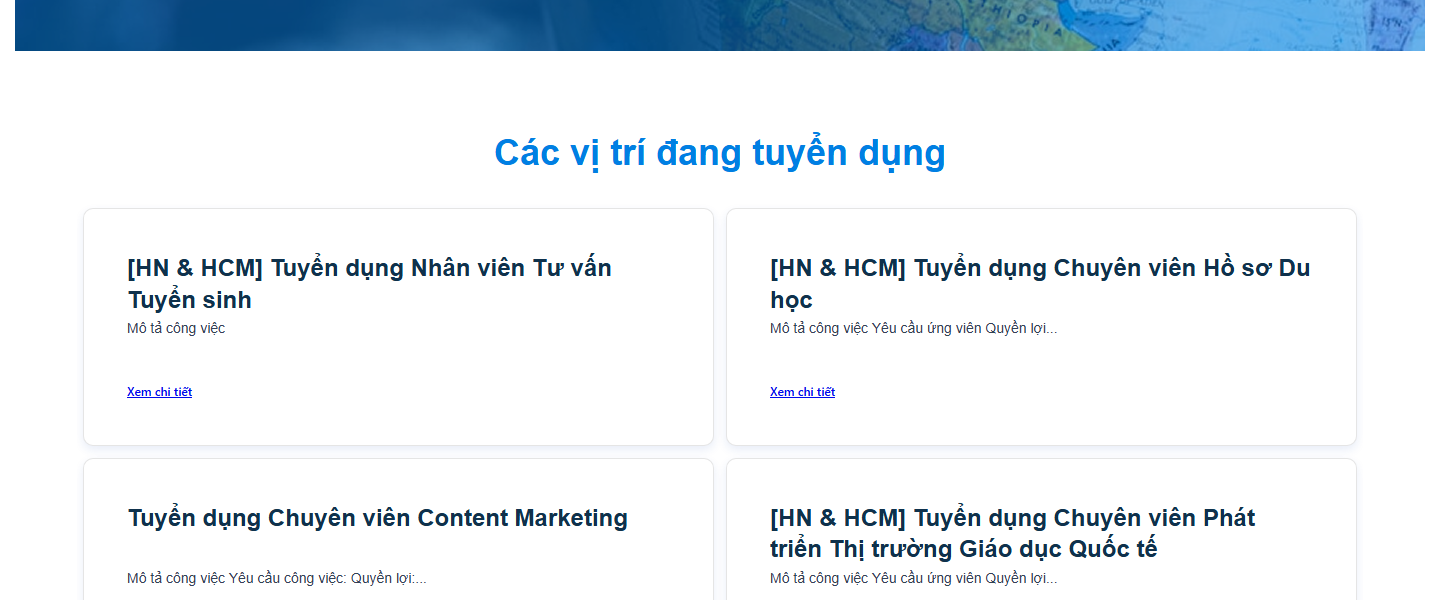 ETHIOPIA
Các vị trí đang tuyển dụng
[HN & HCM] Tuyển dụng Nhân viên Tư vấn
Tuyển sinh
Mô tả công việc
Xem chi tiết
[HN & HCM] Tuyển dụng Chuyên viên Hồ sơ Du
học
Mô tả công việc Yêu cầu ứng viên Quyền lợi...
Xem chi tiết
Tuyển dụng Chuyên viên Content Marketing
Mô tả công việc Yêu cầu công việc: Quyền lợi:...
[HN & HCM] Tuyển dụng Chuyên viên Phát
triển Thị trường Giáo dục Quốc tế
Mô tả công việc Yêu cầu ứng viên Quyền lợi...